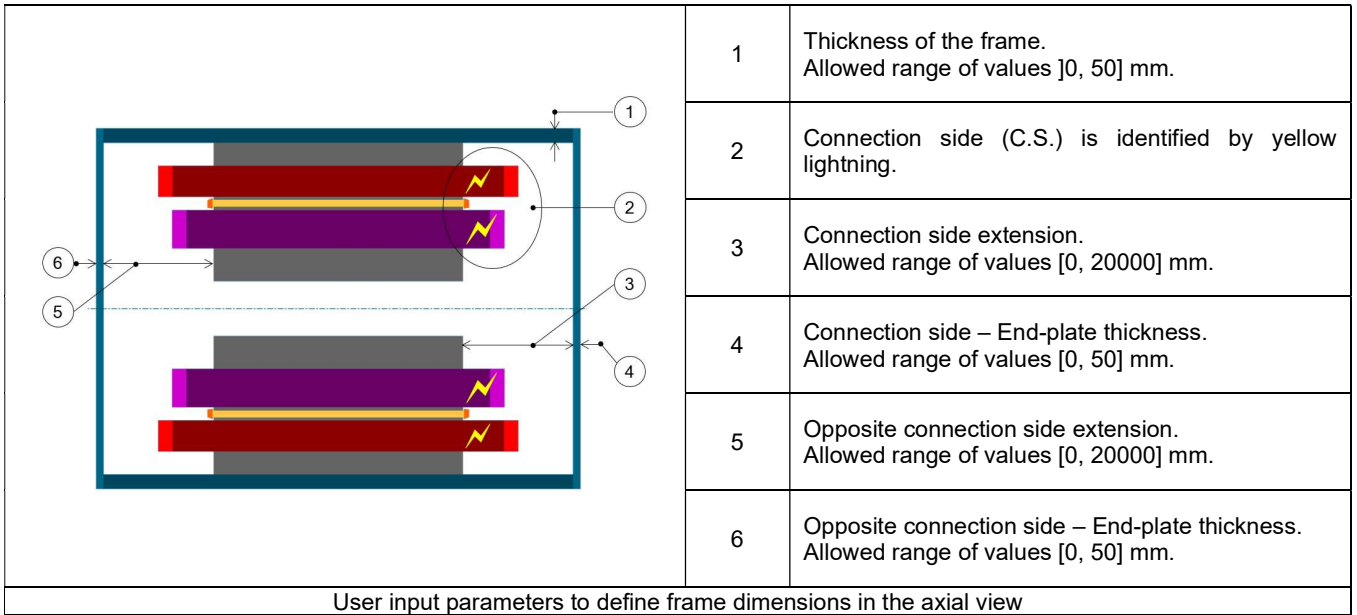 1
Thickness of the frame.
Allowed range of values ]0, 50] mm.
2
Connection side (C.S.) is identified by yellow
lightning.
3
Connection side extension.
Allowed range of values [0, 20000] mm.
4
Connection side – End-plate thickness.
Allowed range of values [0, 50] mm.
5
Opposite connection side extension.
Allowed range of values [0, 20000] mm.
6
Opposite connection side – End-plate thickness.
Allowed range of values [0, 50] mm.
1
2
6
3
5
4
User input parameters to define frame dimensions in the axial view